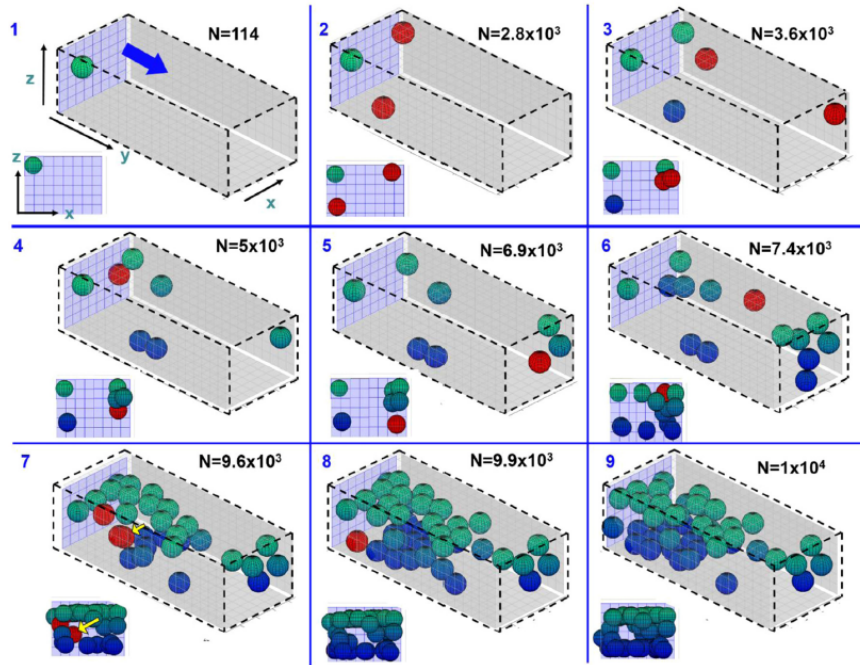 1
N=114
z
y
x
z
x
2
N=2.8x10³
3
N=3.6x10³
4
N=5x10³
5
N=6.9x10³
6
N=7.4x10³
7
N=9.6x10³
8
N=9.9x10³
9
N=1x10⁴